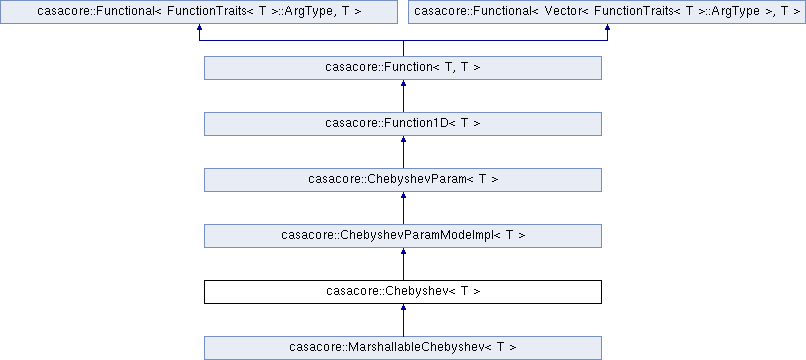 casacore::Functional< FunctionTraits< T >::ArgType, T >
casacore::Functional< Vector< FunctionTraits< T >::ArgType >, T >
casacore::Function< T, T >
casacore::Function1D< T >
casacore::ChebyshevParam< T >
casacore::ChebyshevParamModeImpl< T >
casacore::Chebyshev< T >
casacore::MarshallableChebyshev< T >